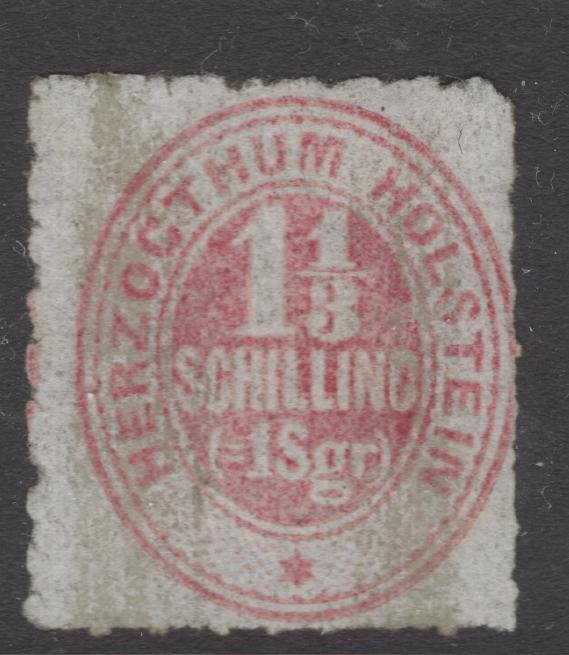 HERZOGTHUM HOLSTEIN
1 1/3
SCHILLING
(=1Sgr)